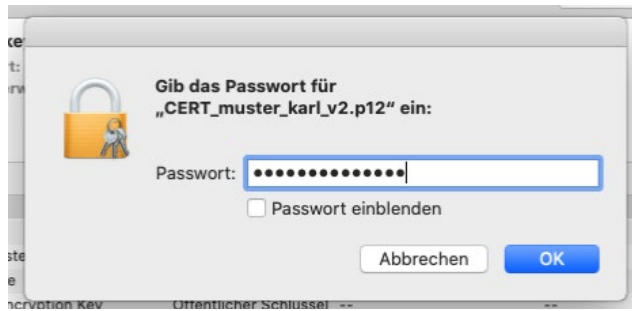 Gib das Passwort für
„CERT_muster_karl_v2.p12“ ein:
Passwort: ••••••••••••••
Passwort einblenden
Abbrechen OK
Öffentlicher Schlüssel -- --